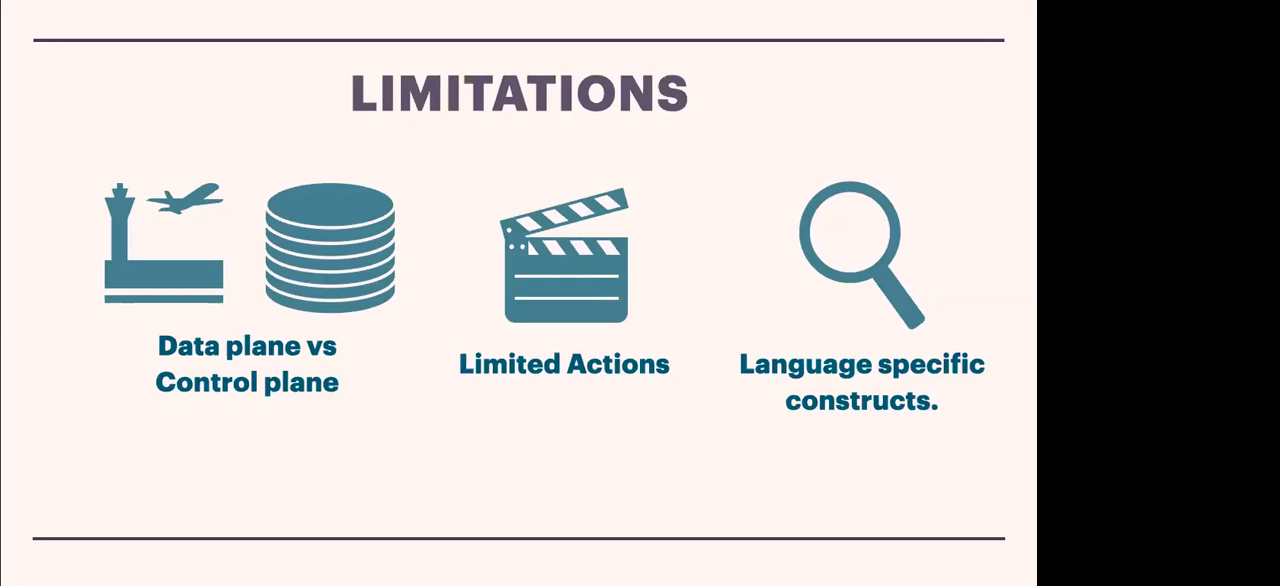 LIMITATIONS
Data plane vs
Control plane
Limited Actions
Language specific
constructs.